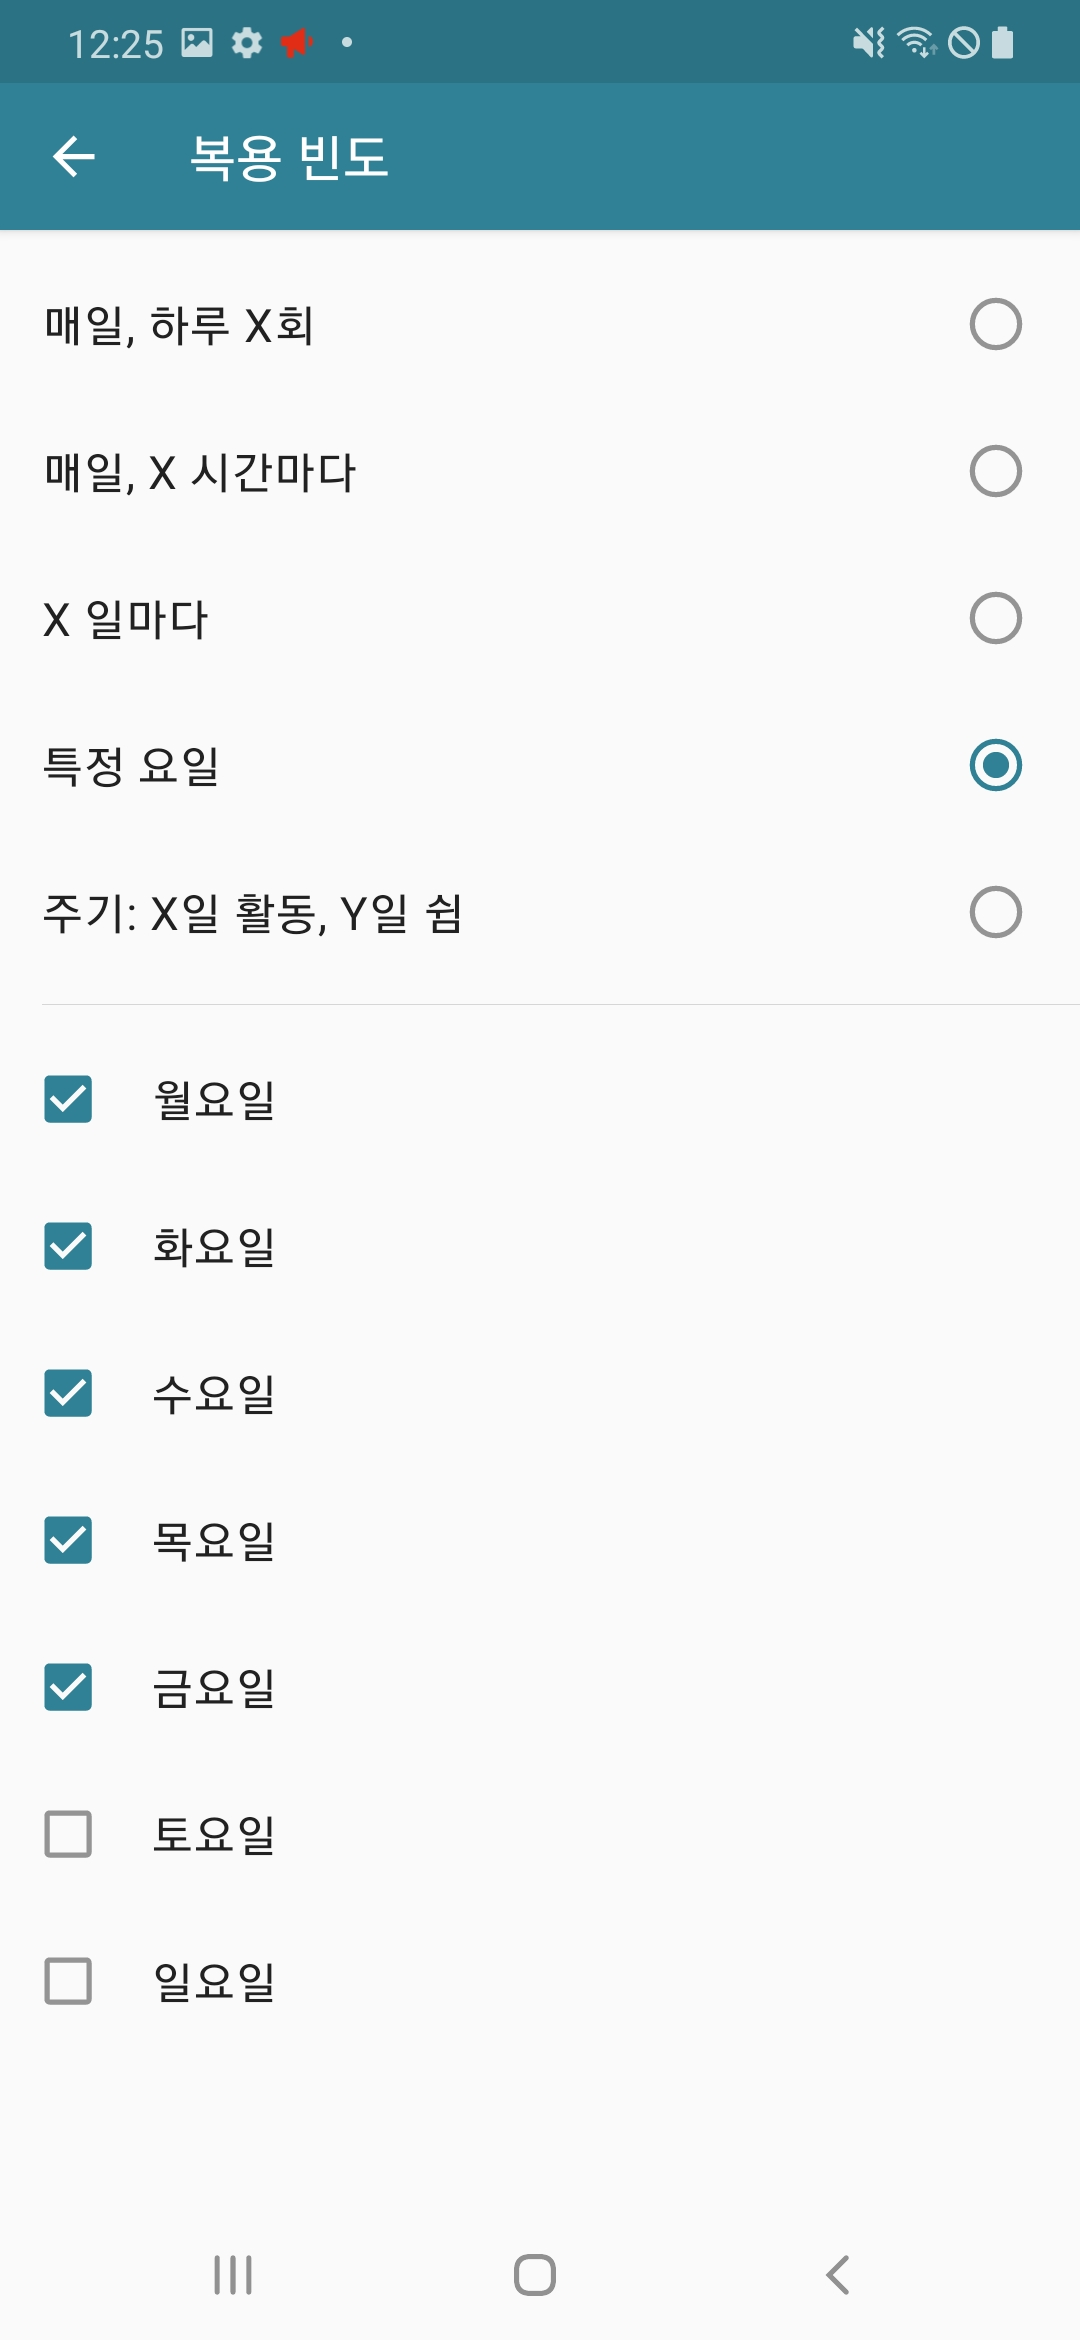 12:25
복용 빈도
매일, 하루 X회
매일, X 시간마다
X 일마다
특정 요일
주기: X일 활동, Y일 쉼
월요일
화요일
수요일
목요일
금요일
토요일
일요일